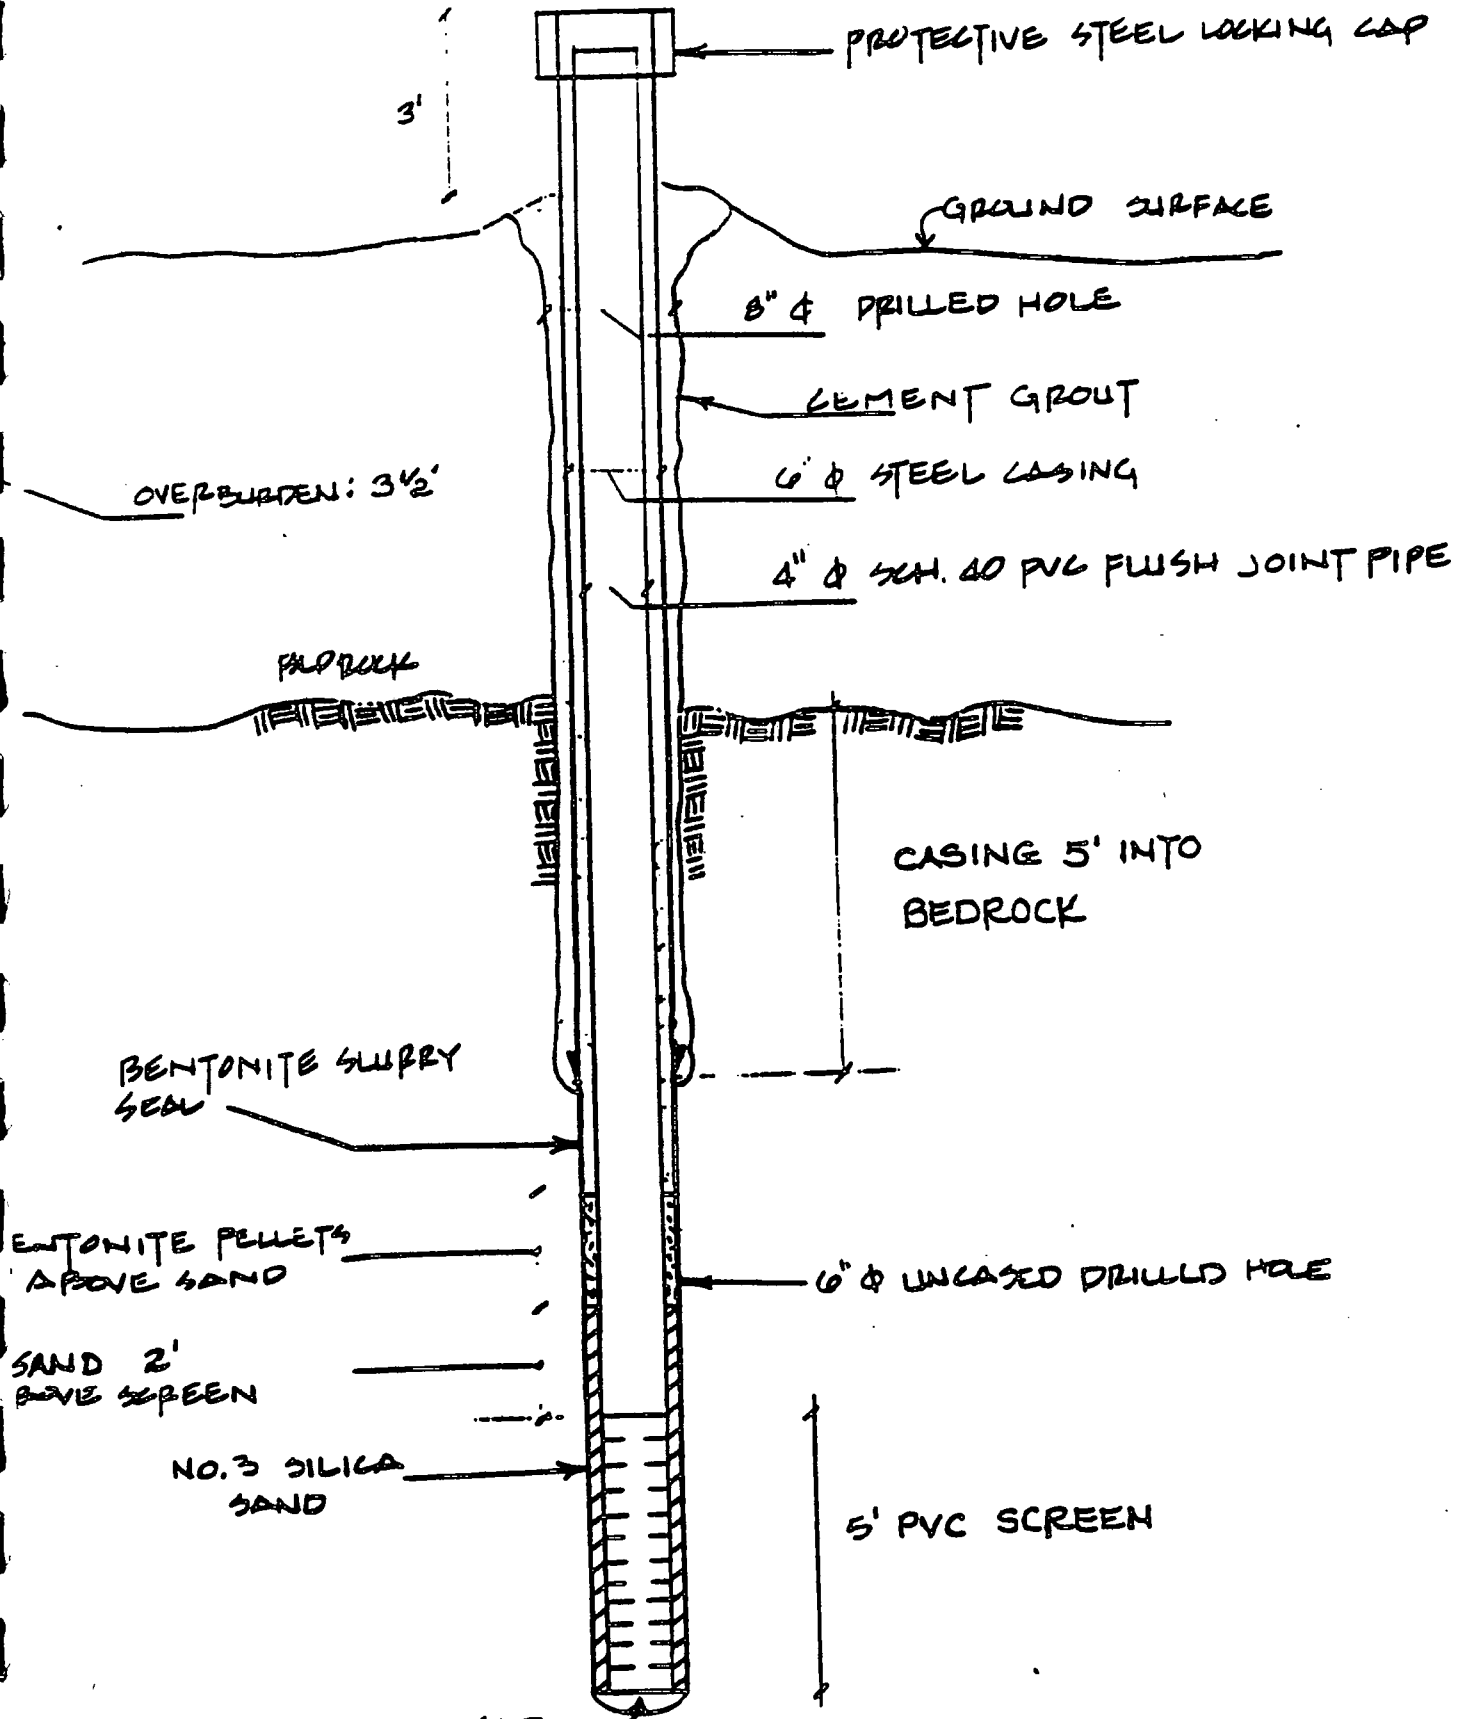 PROTECTIVE STEEL LOCKING CAP
3'
GROUND SURFACE
8" ¢ DRILLED HOLE
CEMENT GROUT
OVERBURDEN: 3½'
6" ϕ STEEL CASING
4" ϕ SCH. 40 PVC FLUSH JOINT PIPE
BEDROCK
CASING 5' INTO
BEDROCK
BENTONITE SLURRY
SEAL
ENTONITE PELLETS
ABOVE SAND
6" ϕ UNCASED DRILLED HOLE
SAND 2'
BOVE SCREEN
NO.3 SILICA
SAND
5' PVC SCREEN